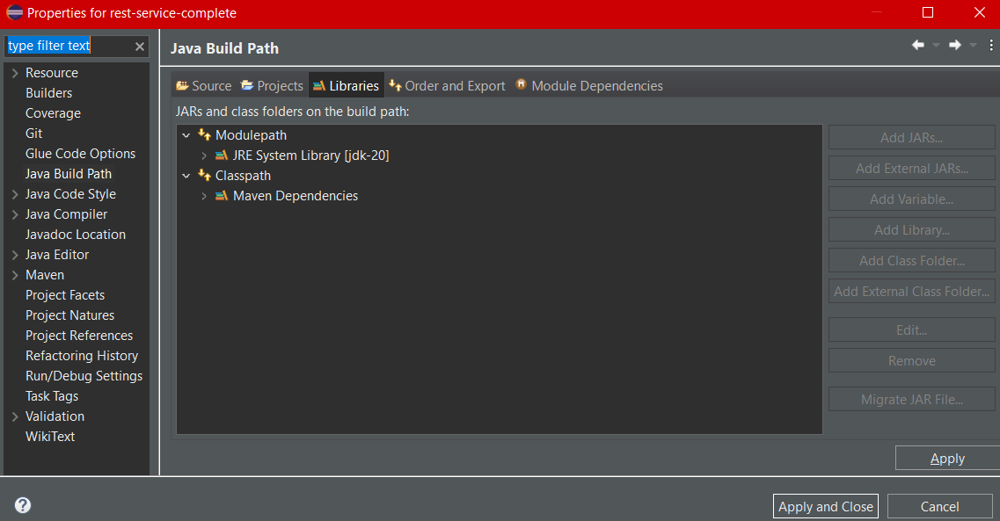 Properties for rest-service-complete
type filter text
Resource
Builders
Coverage
Git
Glue Code Options
Java Build Path
Java Code Style
Java Compiler
Javadoc Location
Java Editor
Maven
Project Facets
Project Natures
Project References
Refactoring History
Run/Debug Settings
Task Tags
Validation
WikiText
Java Build Path
Source Projects Libraries Order and Export Module Dependencies
JARs and class folders on the build path:
Modulepath
JRE System Library [jdk-20]
Classpath
Maven Dependencies
Add JARs...
Add External JARs...
Add Variable...
Add Library...
Add Class Folder...
Add External Class Folder...
Edit...
Remove
Migrate JAR File...
Apply
Apply and Close Cancel